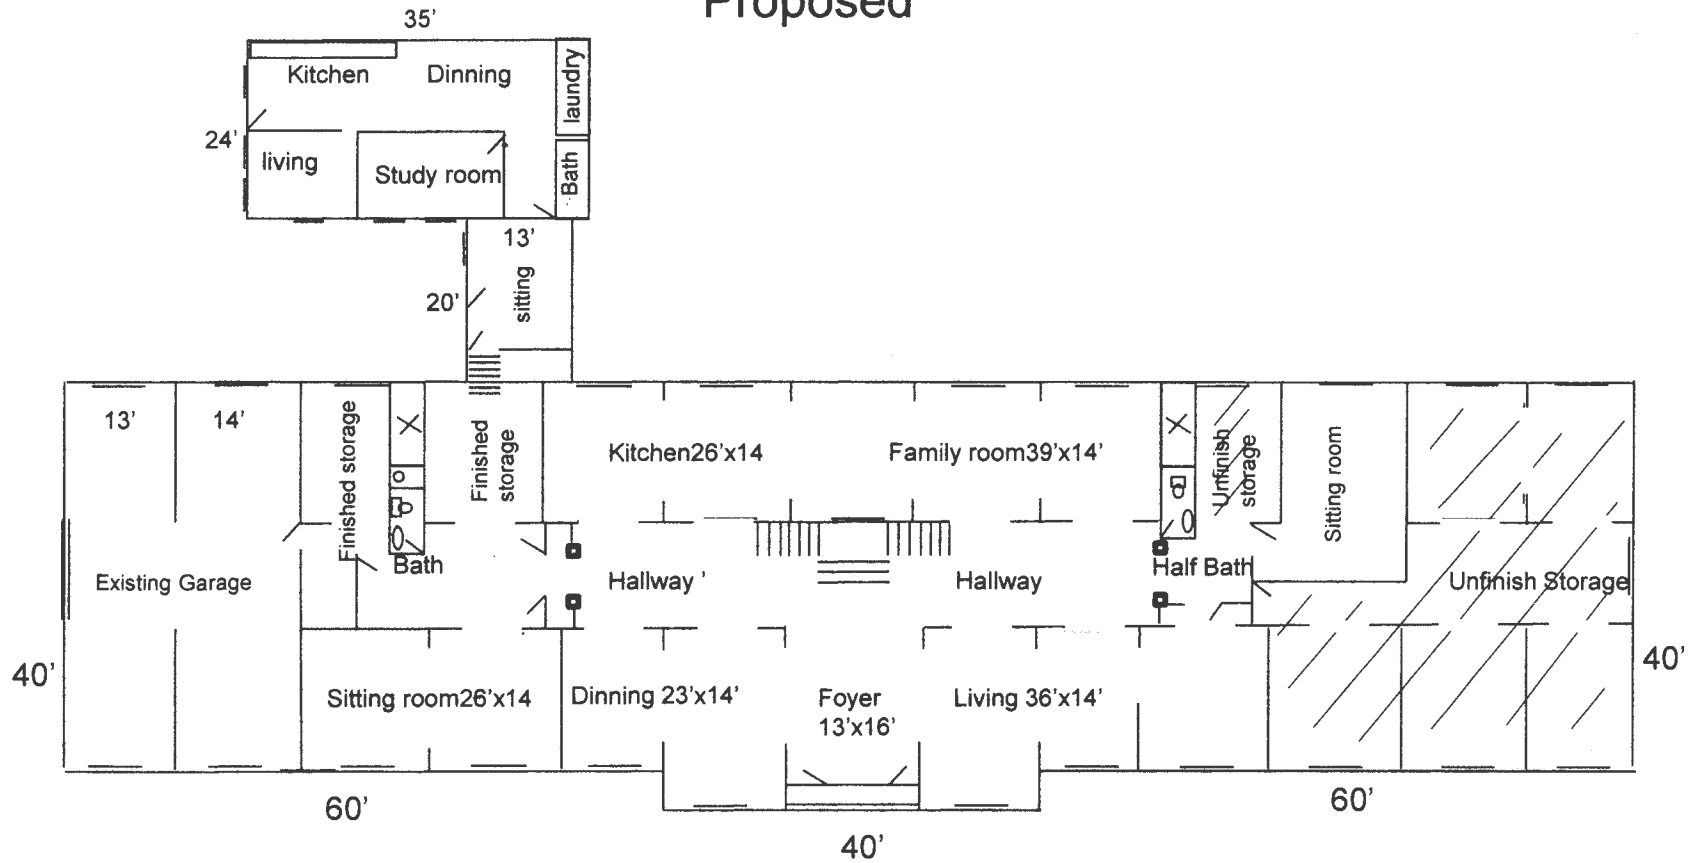 Proposed
35'
Kitchen
Dinning
laundry
24'
living
Study room
Bath
13'
20'
sitting
13'
14'
Finished storage
Finished
storage
Kitchen26'x14
Family room39'x14'
Unfinish
storage
Sitting room
Existing Garage
Bath
Hallway '
Hallway
Half Bath
Unfinish Storage
40'
Sitting room26'x14
Dinning 23'x14'
Foyer
13'x16'
Living 36'x14'
40'
60'
40'
60'